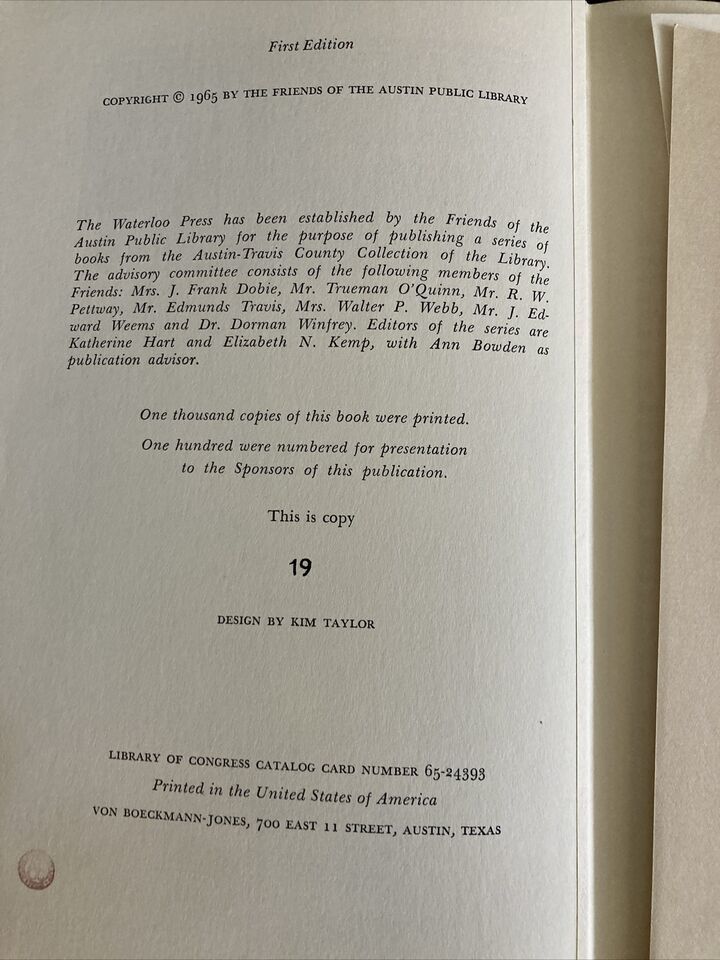 First Edition
COPYRIGHT © 1965 BY THE FRIENDS OF THE AUSTIN PUBLIC LIBRARY
The Waterloo Press has been established by the Friends of the
Austin Public Library for the purpose of publishing a series of
books from the Austin-Travis County Collection of the Library.
The advisory committee consists of the following members of the
Friends: Mrs. J. Frank Dobie, Mr. Trueman O'Quinn, Mr. R. W.
Pettway, Mr. Edmunds Travis, Mrs. Walter P. Webb, Mr. J. Ed-
ward Weems and Dr. Dorman Winfrey. Editors of the series are
Katherine Hart and Elizabeth N. Kemp, with Ann Bowden as
publication advisor.
One thousand copies of this book were printed.
One hundred were numbered for presentation
to the Sponsors of this publication.
This is copy
19
DESIGN BY KIM TAYLOR
LIBRARY OF CONGRESS CATALOG CARD NUMBER 65-24393
Printed in the United States of America
VON BOECKMANN-JONES, 700 EAST 11 STREET, AUSTIN, TEXAS